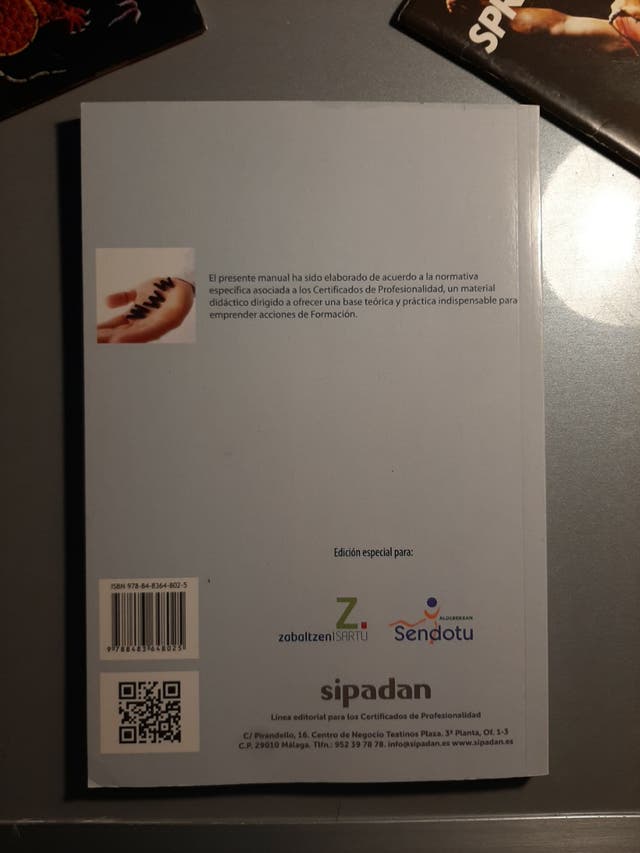 SPR
www
El presente manual ha sido elaborado de acuerdo a la normativa
específica asociada a los Certificados de Profesionalidad, un material
didáctico dirigido a ofrecer una base teórica y práctica indispensable para
emprender acciones de Formación.
Edición especial para:
ISBN 978-84-8364-802-5
9788483648025
Z.
zabaltzenISARTU
ALDEREKEAN
Sendotu
sipadan
Línea editorial para los Certificados de Profesionalidad
C/ Pirandello, 16. Centro de Negocio Teatinos Plaza. 3ª Planta, Of. 1-3
C.P. 29010 Málaga. Tlfn.: 952 39 78 78. info@sipadan.es www.sipadan.es